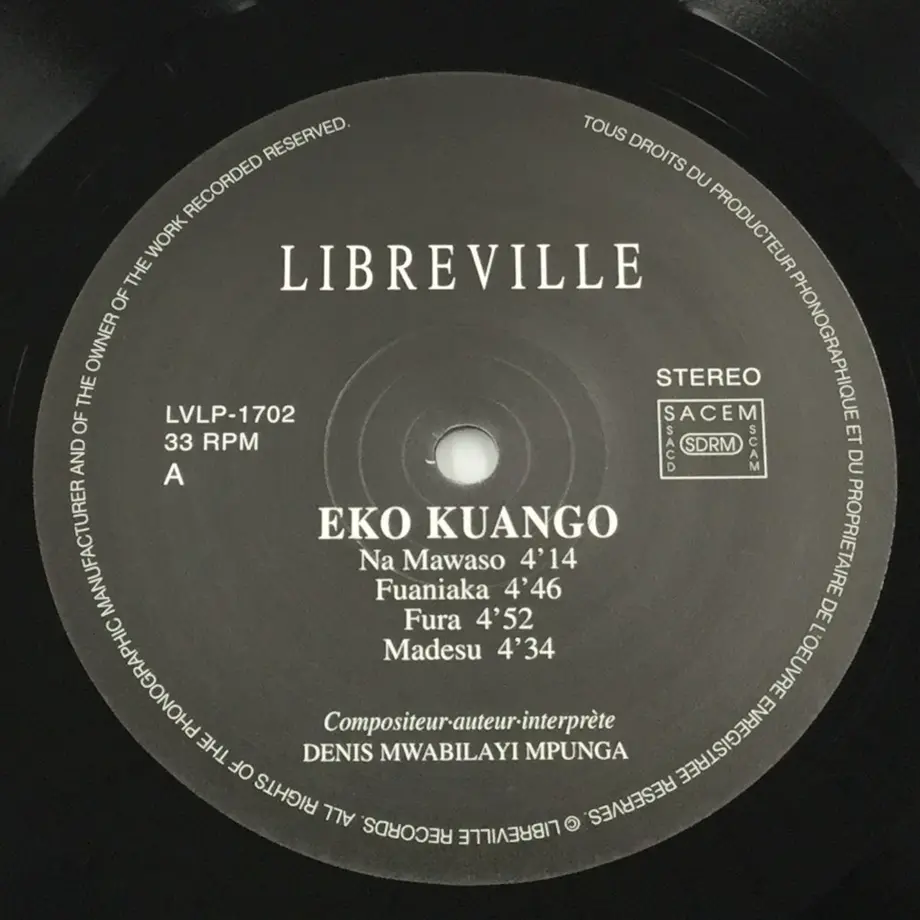 LIBREVILLE
LVLP-1702
33 RPM
A
STEREO
SACEM
SACD
SDRM
SCAM
EKO KUANGO
Na Mawaso 4'14
Fuaniaka 4'46
Fura 4'52
Madesu 4'34
Compositeur·auteur·interprète
DENIS MWABILAYI MPUNGA
TOUS DROITS DU PRODUCTEUR PHONOGRAPHIQUE ET DU PROPRIETAIRE DE L'OEUVRE ENREGISTREE RESERVES. © LIBREVILLE RECORDS. ALL RIGHTS OF THE PHONOGRAPHIC MANUFACTURER AND OF THE OWNER OF THE WORK RECORDED RESERVED.